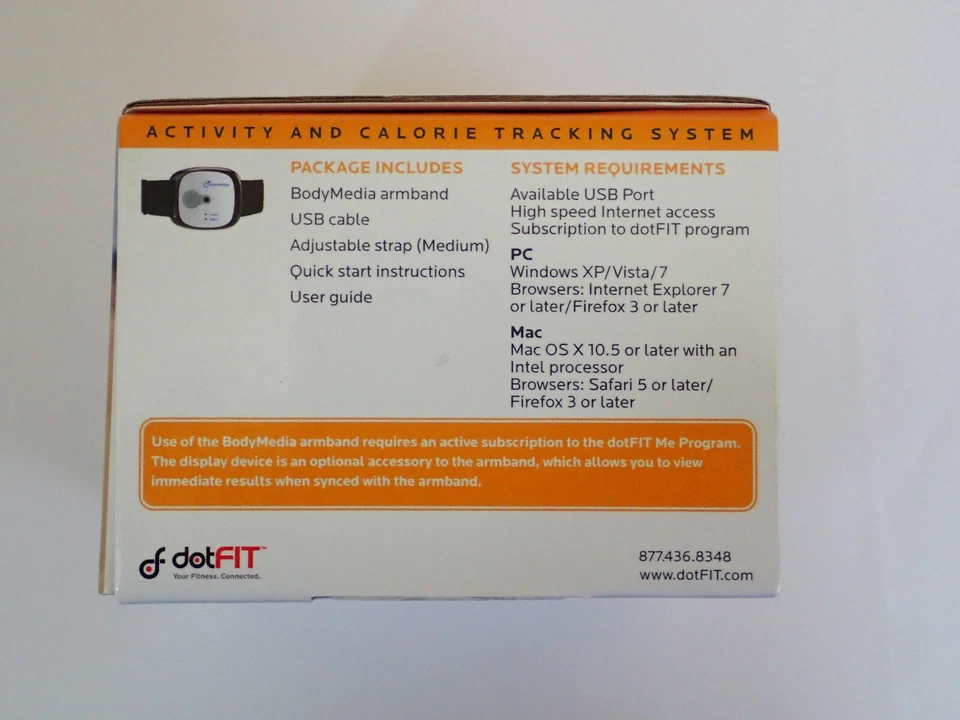 ACTIVITY AND CALORIE TRACKING SYSTEM
PACKAGE INCLUDES
BodyMedia armband
USB cable
Adjustable strap (Medium)
Quick start instructions
User guide
SYSTEM REQUIREMENTS
Available USB Port
High speed Internet access
Subscription to dotFIT program
PC
Windows XP/Vista/7
Browsers: Internet Explorer 7
or later/Firefox 3 or later
Mac
Mac OS X 10.5 or later with an
Intel processor
Browsers: Safari 5 or later/
Firefox 3 or later
Use of the BodyMedia armband requires an active subscription to the dotFIT Me Program.
The display device is an optional accessory to the armband, which allows you to view
immediate results when synced with the armband.
dotFIT™
Your Fitness. Connected.
877.436.8348
www.dotFIT.com